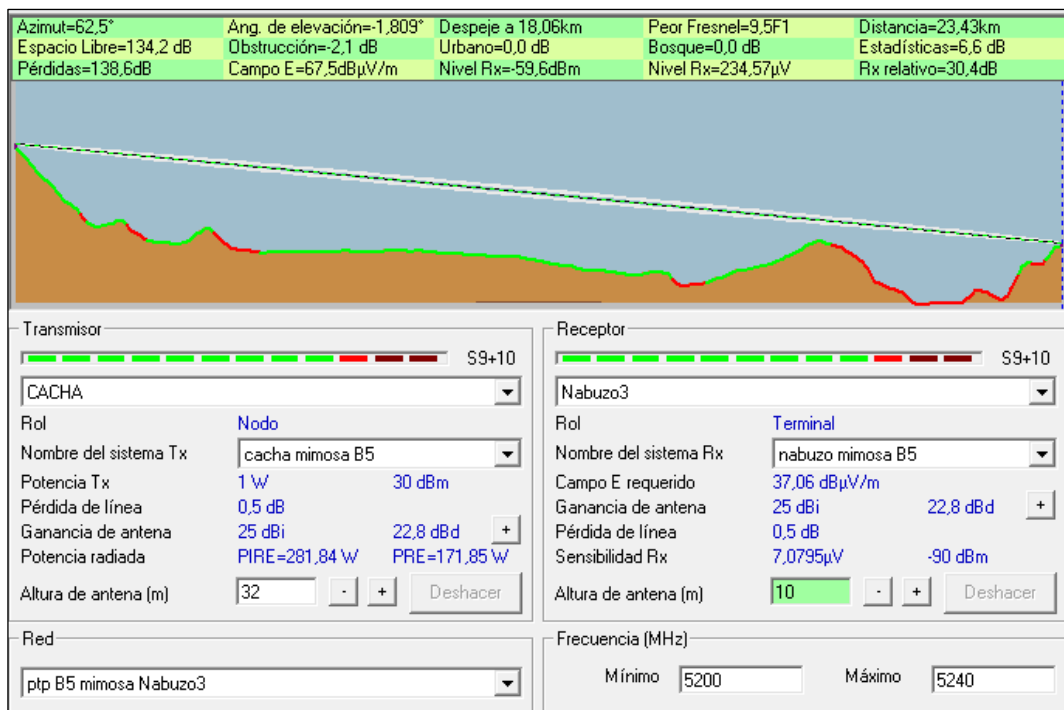 Azimut=62,5° Ang. de elevación=-1,809° Despeje a 18,06km Peor Fresnel=9,5F1 Distancia=23,43km
Espacio Libre=134,2 dB Obstrucción=-2,1 dB Urbano=0,0 dB Bosque=0,0 dB Estadísticas=6,6 dB
Pérdidas=138,6dB Campo E=67,5dBµV/m Nivel Rx=-59,6dBm Nivel Rx=234,57µV Rx relativo=30,4dB
Transmisor
S9+10
CACHA
Rol Nodo
Nombre del sistema Tx cacha mimosa B5
Potencia Tx 1 W 30 dBm
Pérdida de línea 0,5 dB
Ganancia de antena 25 dBi 22,8 dBd +
Potencia radiada PIRE=281,84 W PRE=171,85 W
Altura de antena (m) 32 - + Deshacer
Red
ptp B5 mimosa Nabuzo3
Receptor
S9+10
Nabuzo3
Rol Terminal
Nombre del sistema Rx nabuzo mimosa B5
Campo E requerido 37,06 dBµV/m
Ganancia de antena 25 dBi 22,8 dBd +
Pérdida de línea 0,5 dB
Sensibilidad Rx 7,0795µV -90 dBm
Altura de antena (m) 10 - + Deshacer
Frecuencia (MHz)
Mínimo 5200 Máximo 5240